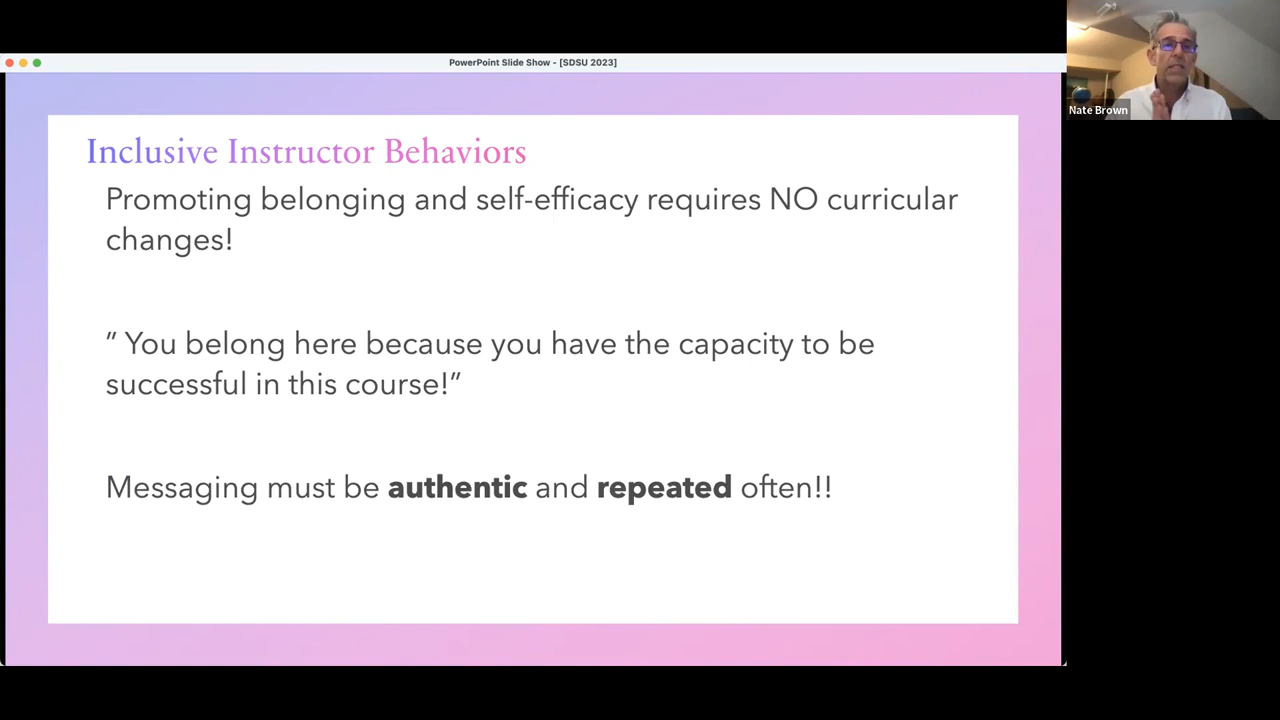 PowerPoint Slide Show - [SDSU 2023]
Inclusive Instructor Behaviors
Promoting belonging and self-efficacy requires NO curricular
changes!
” You belong here because you have the capacity to be
successful in this course!”
Messaging must be authentic and repeated often!!
Nate Brown